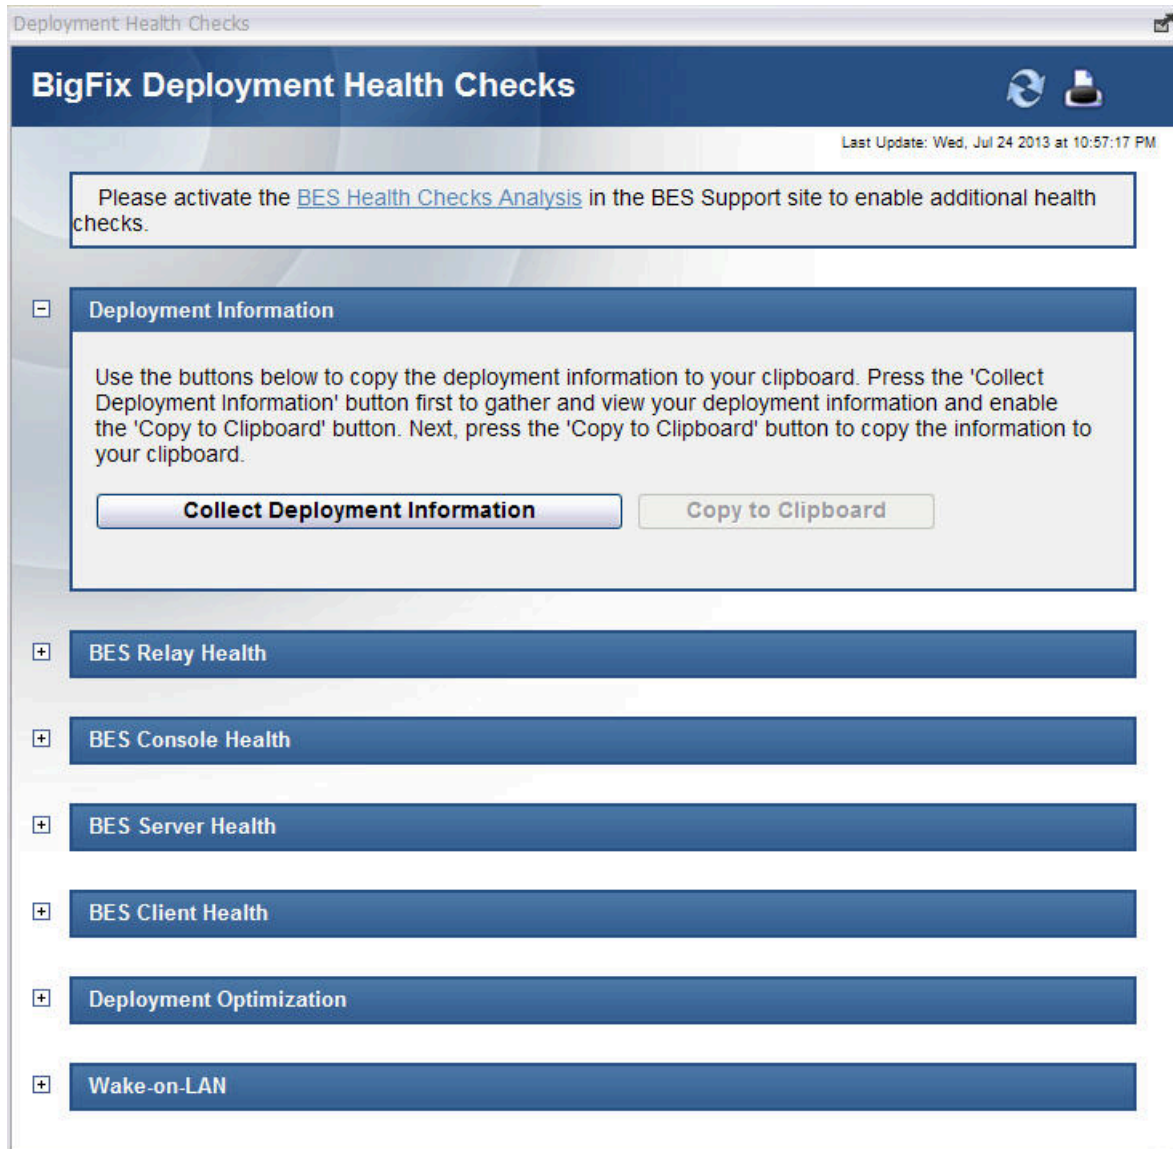 Deployment Health Checks
BigFix Deployment Health Checks
Last Update: Wed, Jul 24 2013 at 10:57:17 PM
Please activate the BES Health Checks Analysis in the BES Support site to enable additional health
checks.
Deployment Information
Use the buttons below to copy the deployment information to your clipboard. Press the 'Collect
Deployment Information' button first to gather and view your deployment information and enable
the 'Copy to Clipboard' button. Next, press the 'Copy to Clipboard' button to copy the information to
your clipboard.
Collect Deployment Information Copy to Clipboard
BES Relay Health
BES Console Health
BES Server Health
BES Client Health
Deployment Optimization
Wake-on-LAN